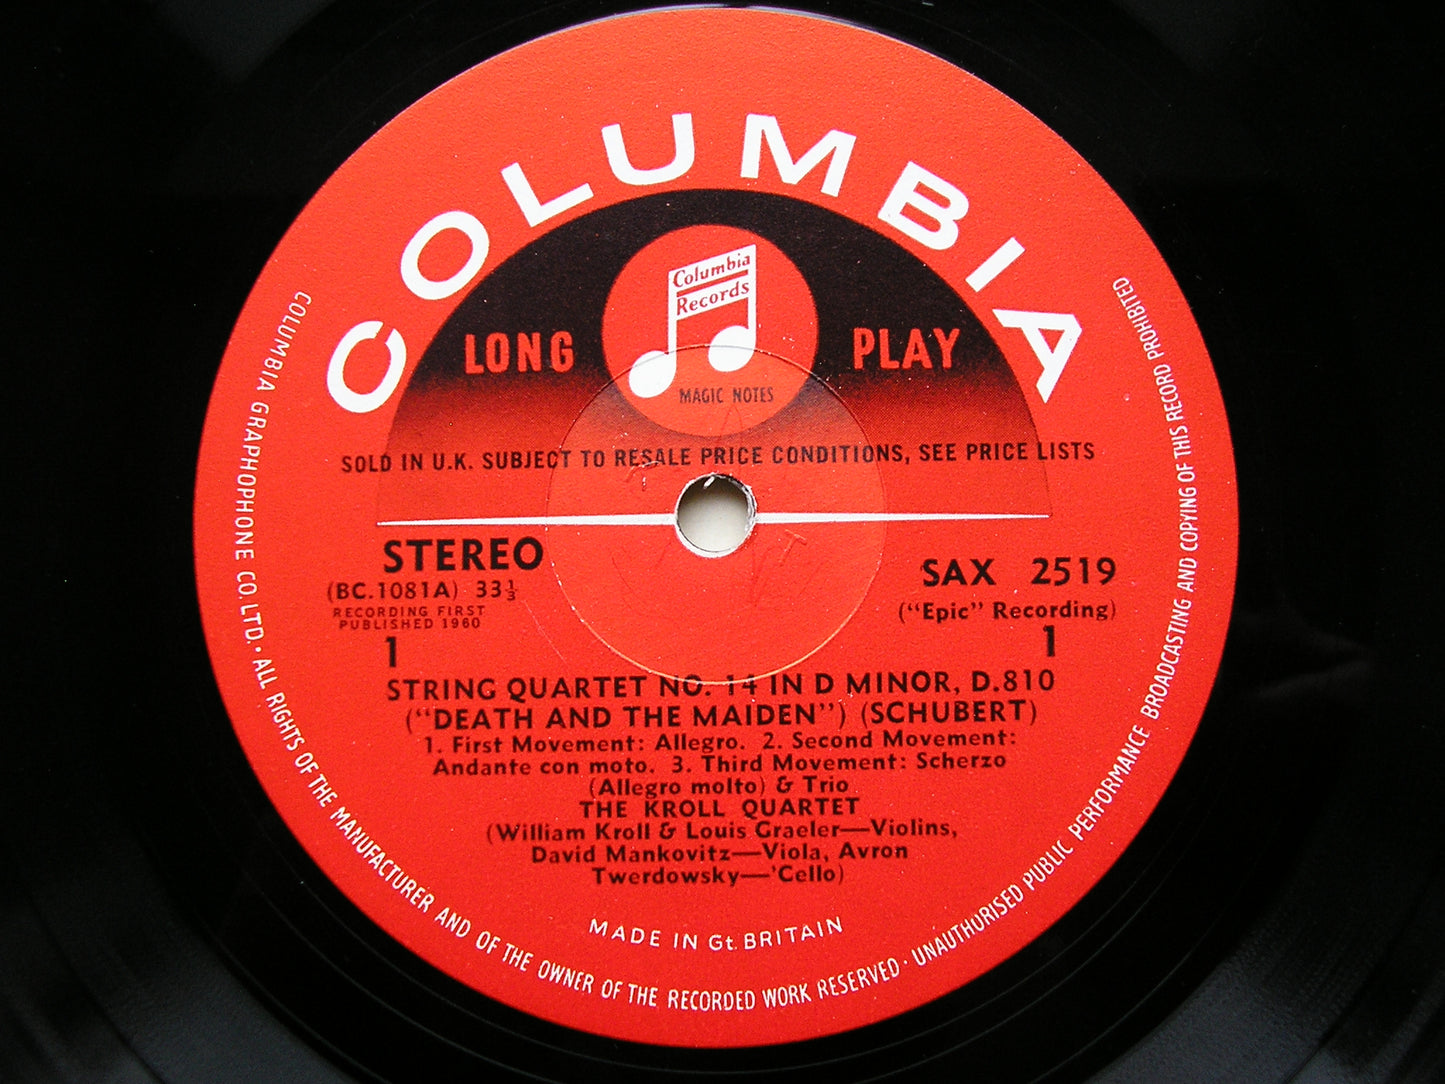 COLUMBIA
Columbia
Records
LONG PLAY
MAGIC NOTES
SOLD IN U.K. SUBJECT TO RESALE PRICE CONDITIONS, SEE PRICE LISTS
STEREO
SAX 2519
(BC.1081A) 33⅓
("Epic" Recording)
RECORDING FIRST
PUBLISHED 1960
1 1
STRING QUARTET NO. 14 IN D MINOR, D.810
("DEATH AND THE MAIDEN") (SCHUBERT)
1. First Movement: Allegro. 2. Second Movement:
Andante con moto. 3. Third Movement: Scherzo
(Allegro molto) & Trio
THE KROLL QUARTET
(William Kroll & Louis Graeler—Violins,
David Mankovitz—Viola, Avron
Twerdowsky—'Cello)
MADE IN Gt. BRITAIN
COLUMBIA GRAPHOPHONE CO. LTD. · ALL RIGHTS OF THE MANUFACTURER AND OF THE OWNER OF THE RECORDED WORK RESERVED · UNAUTHORISED PUBLIC PERFORMANCE BROADCASTING AND COPYING OF THIS RECORD PROHIBITED